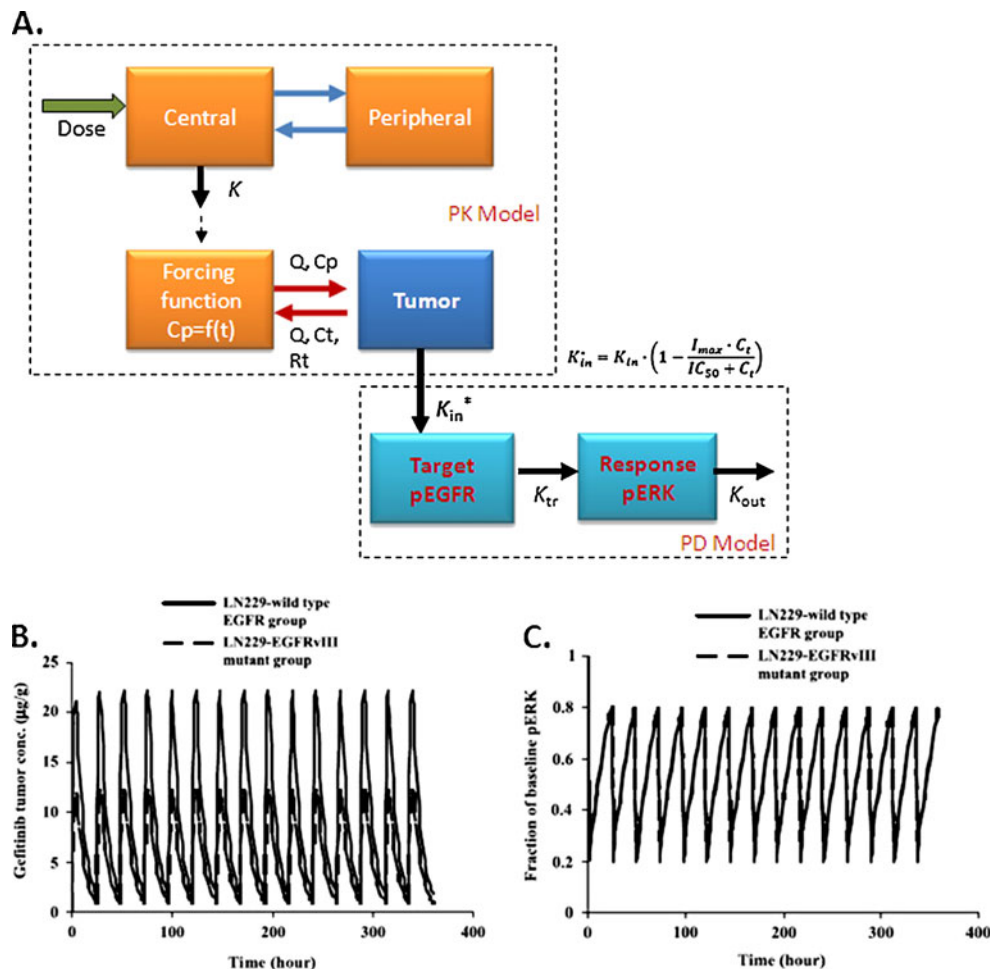 A.
Dose
Central
Peripheral
K
PK Model
Forcing
function
Cp=f(t)
Q, Cp
Q, Ct,
Rt
Tumor
K*in = Kin · (1 − Imax · Ct / IC50 + Ct)
Kin*
Target
pEGFR
Ktr
Response
pERK
Kout
PD Model
B.
LN229-wild type
EGFR group
LN229-EGFRvIII
mutant group
Gefitinib tumor conc. (µg/g)
25
20
15
10
5
0
0 100 200 300 400
Time (hour)
C.
LN229-wild type
EGFR group
LN229-EGFRvIII
mutant group
Fraction of baseline pERK
1
0.8
0.6
0.4
0.2
0
0 100 200 300 400
Time (hour)